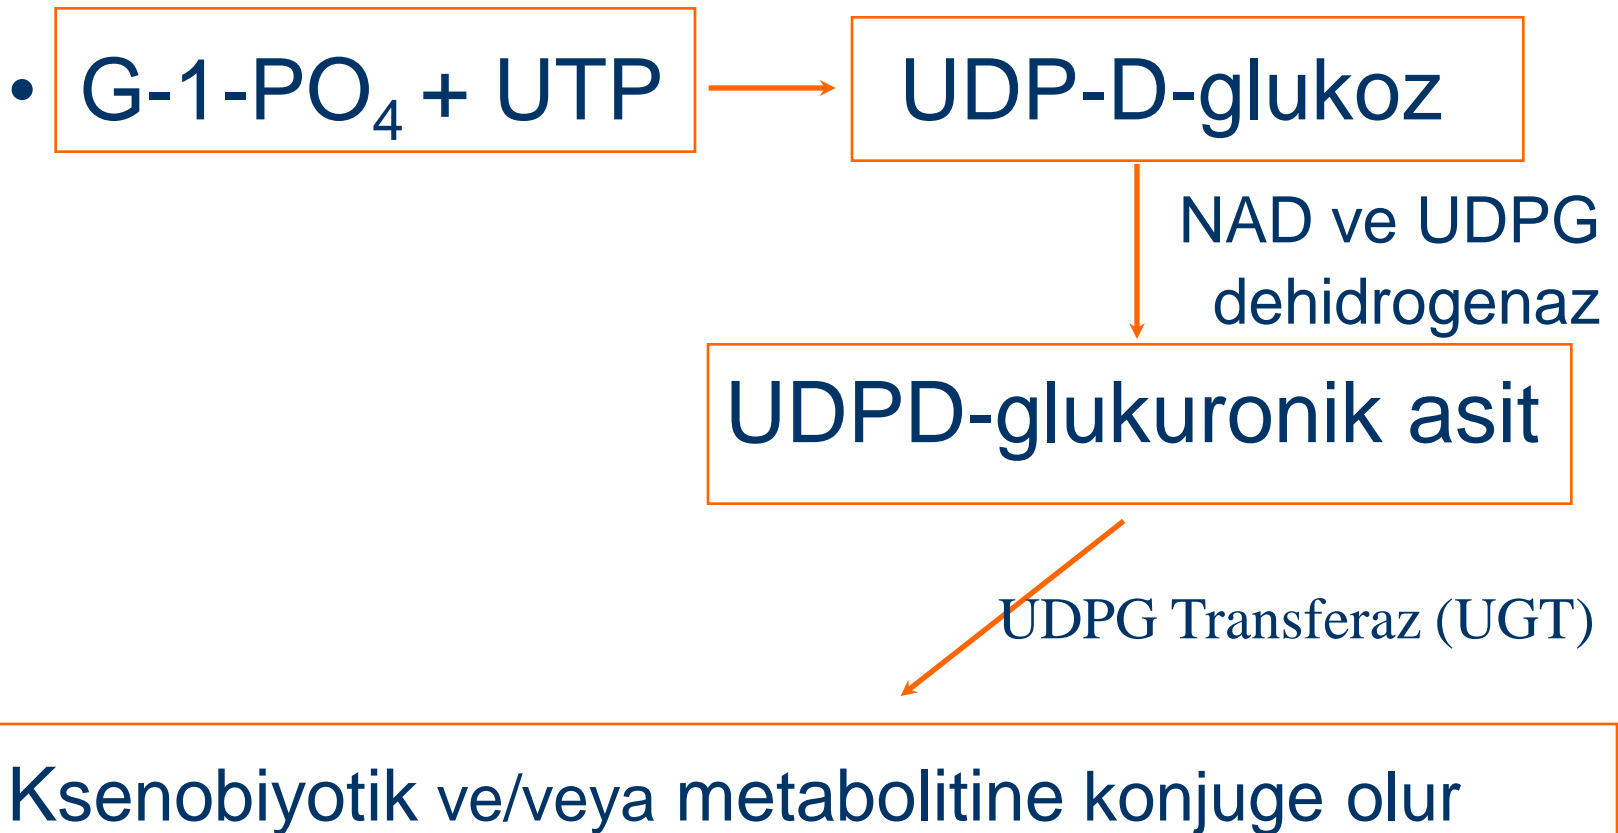 • G-1-PO₄ + UTP UDP-D-glukoz
NAD ve UDPG
dehidrogenaz
UDPD-glukuronik asit
UDPG Transferaz (UGT)
Ksenobiyotik ve/veya metabolitine konjuge olur